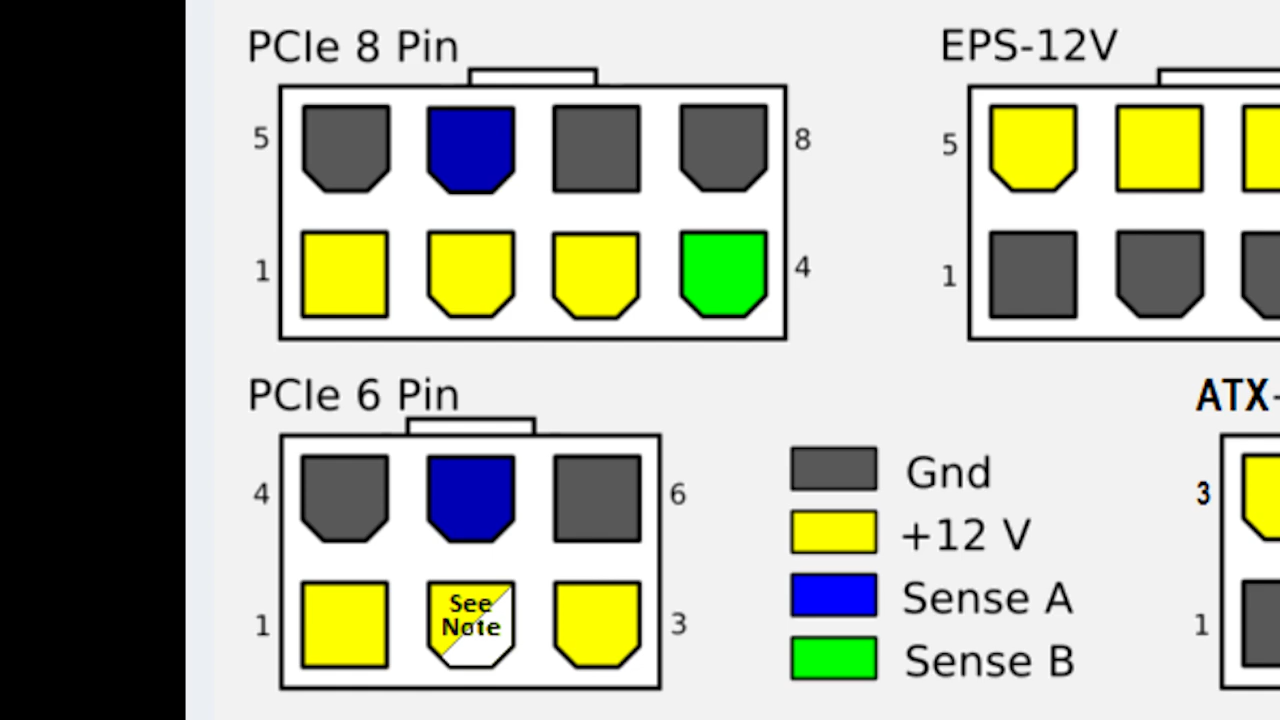 PCIe 8 Pin
EPS-12V
5
8
5
1
4
1
PCIe 6 Pin
ATX-
4
6
Gnd
3
+12 V
See
Note
Sense A
1
3
1
Sense B